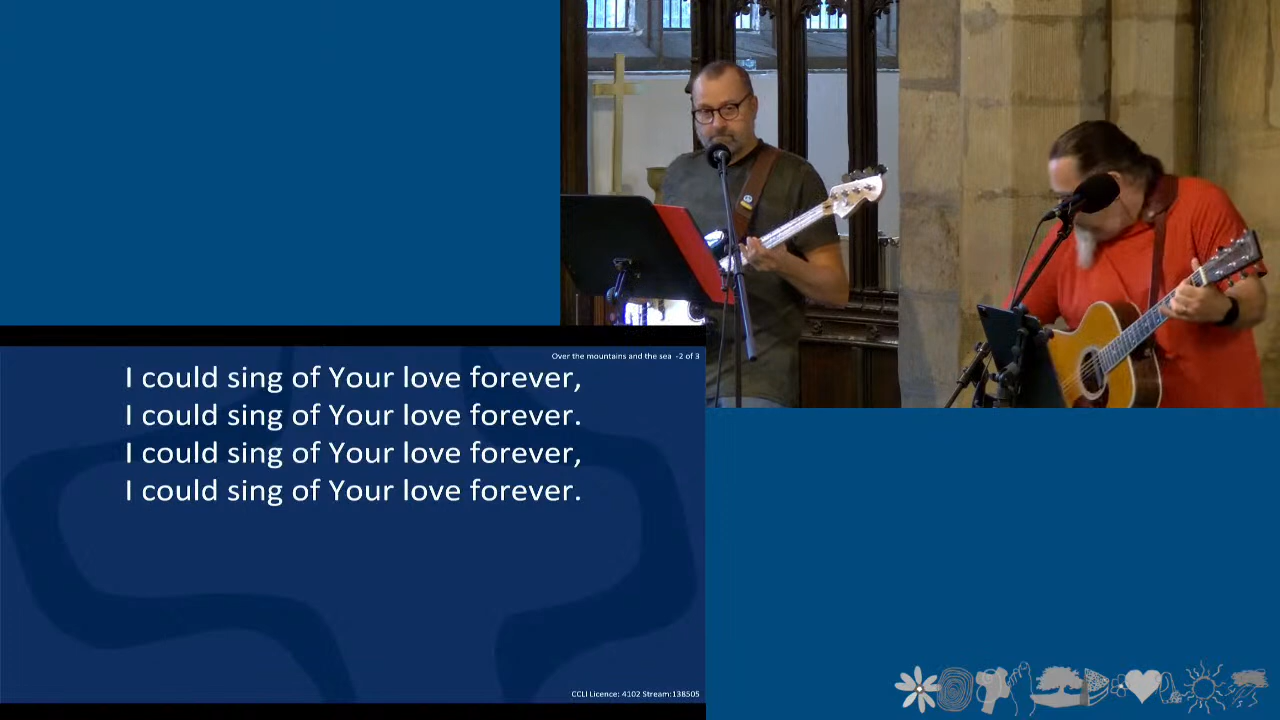 Over the mountains and the sea -2 of 3
I could sing of Your love forever,
I could sing of Your love forever.
I could sing of Your love forever,
I could sing of Your love forever.
CCLI Licence: 4102 Stream:138505